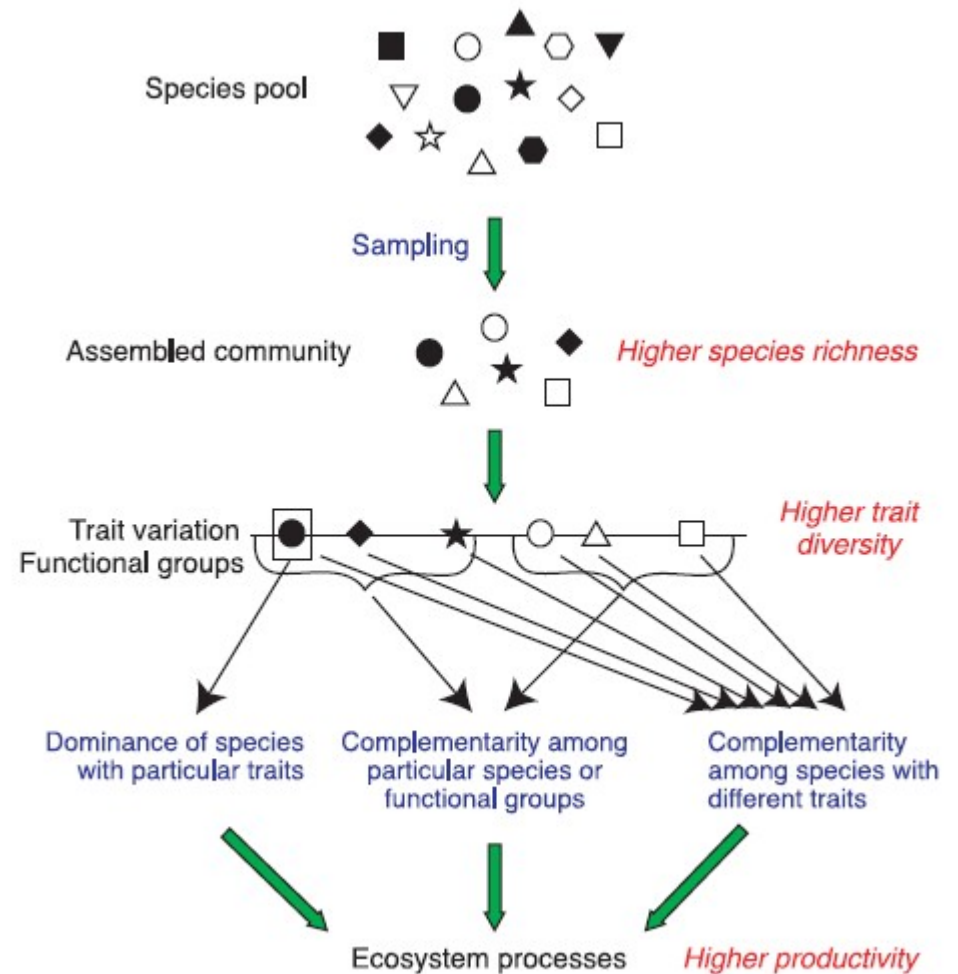 Species pool
Sampling
Assembled community
Higher species richness
Trait variation
Functional groups
Higher trait
diversity
Dominance of species
with particular traits
Complementarity among
particular species or
functional groups
Complementarity
among species with
different traits
Ecosystem processes
Higher productivity